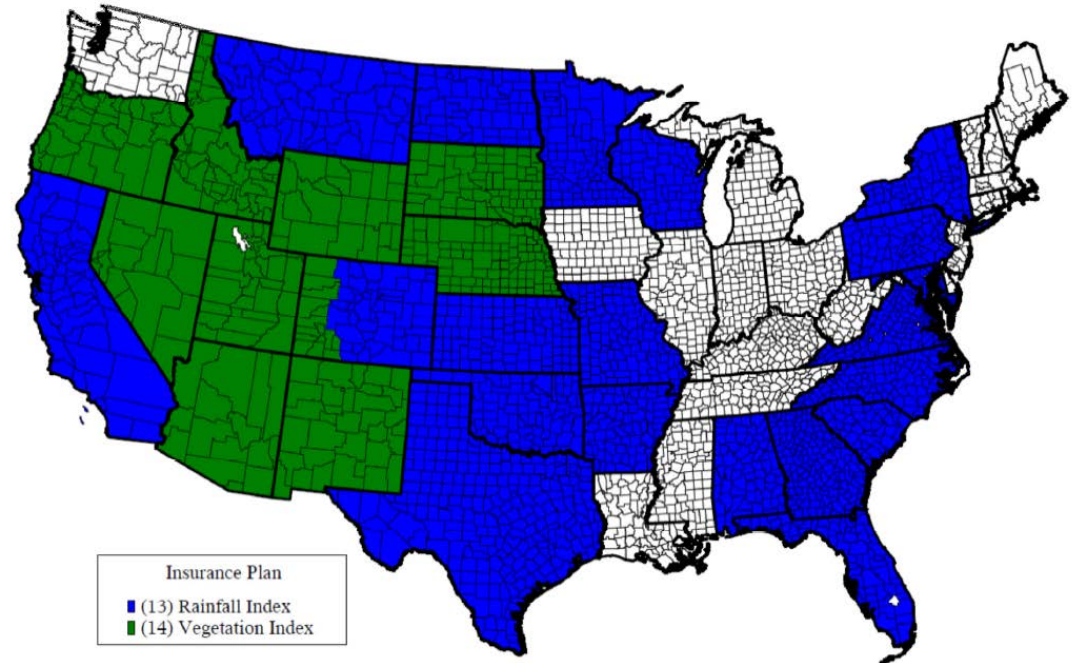 Insurance Plan
(13) Rainfall Index
(14) Vegetation Index